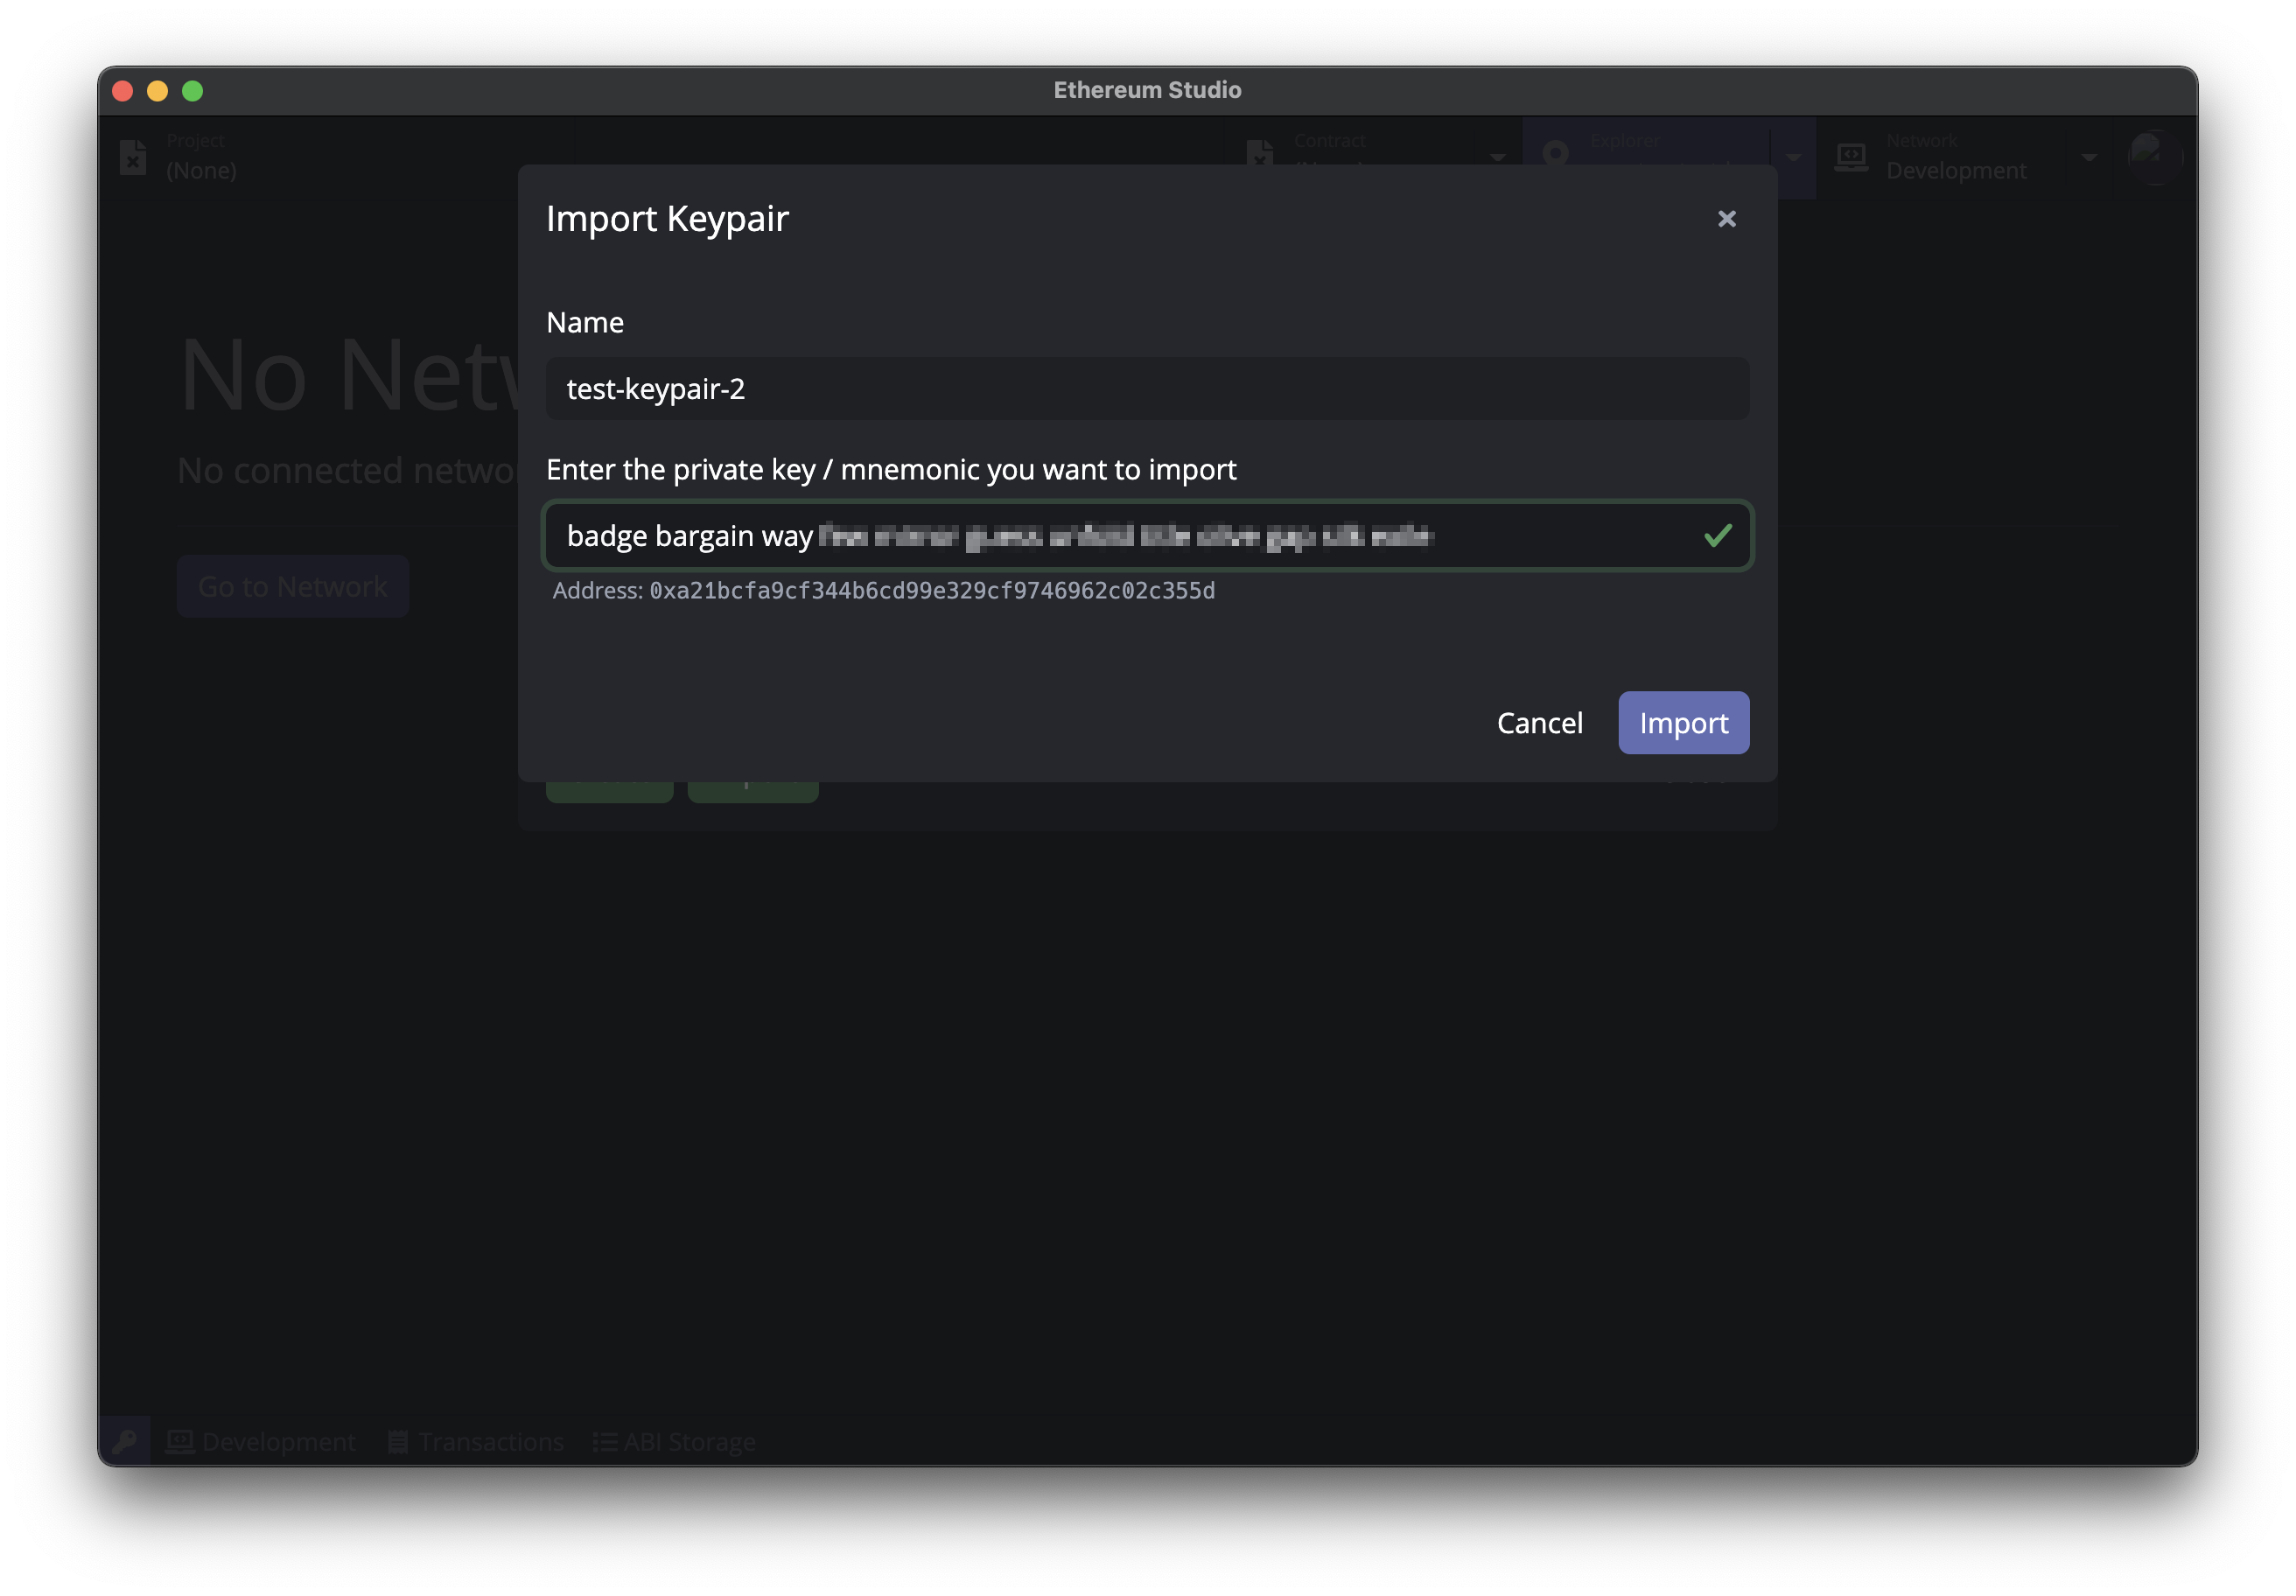 Ethereum Studio
Project
(None)
Contract
Explorer
Network
Development
Import Keypair
No Netw
Name
test-keypair-2
No connected networ
Enter the private key / mnemonic you want to import
badge bargain way
Address: 0xa21bcfa9cf344b6cd99e329cf9746962c02c355d
Go to Network
Cancel
Import
Development
Transactions
ABI Storage